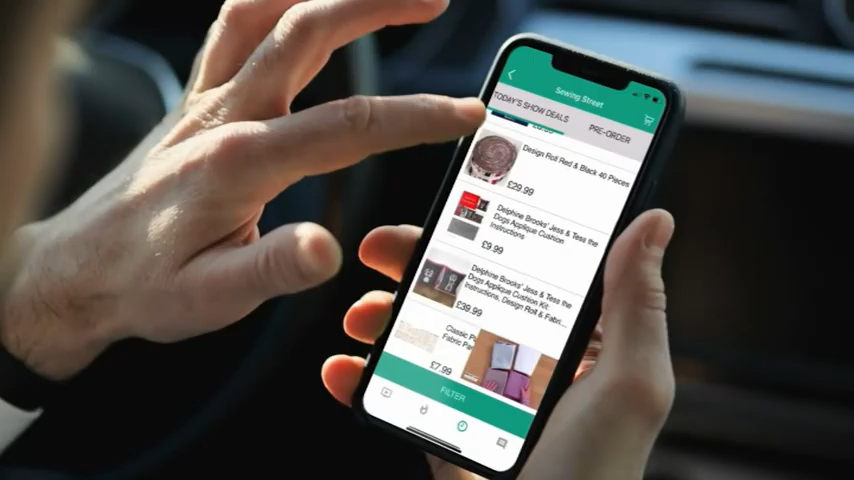 Sewing Street
TODAY'S SHOW DEALS
PRE-ORDER
Design Roll Red & Black 40 Pieces
£29.99
Delphine Brooks' Jess & Tess the
Dogs Applique Cushion
Instructions
£9.99
Delphine Brooks' Jess & Tess the
Dogs Applique Cushion Kit:
Instructions, Design Roll & Fabri...
£39.99
Classic
Fabric
£7.99
FILTER